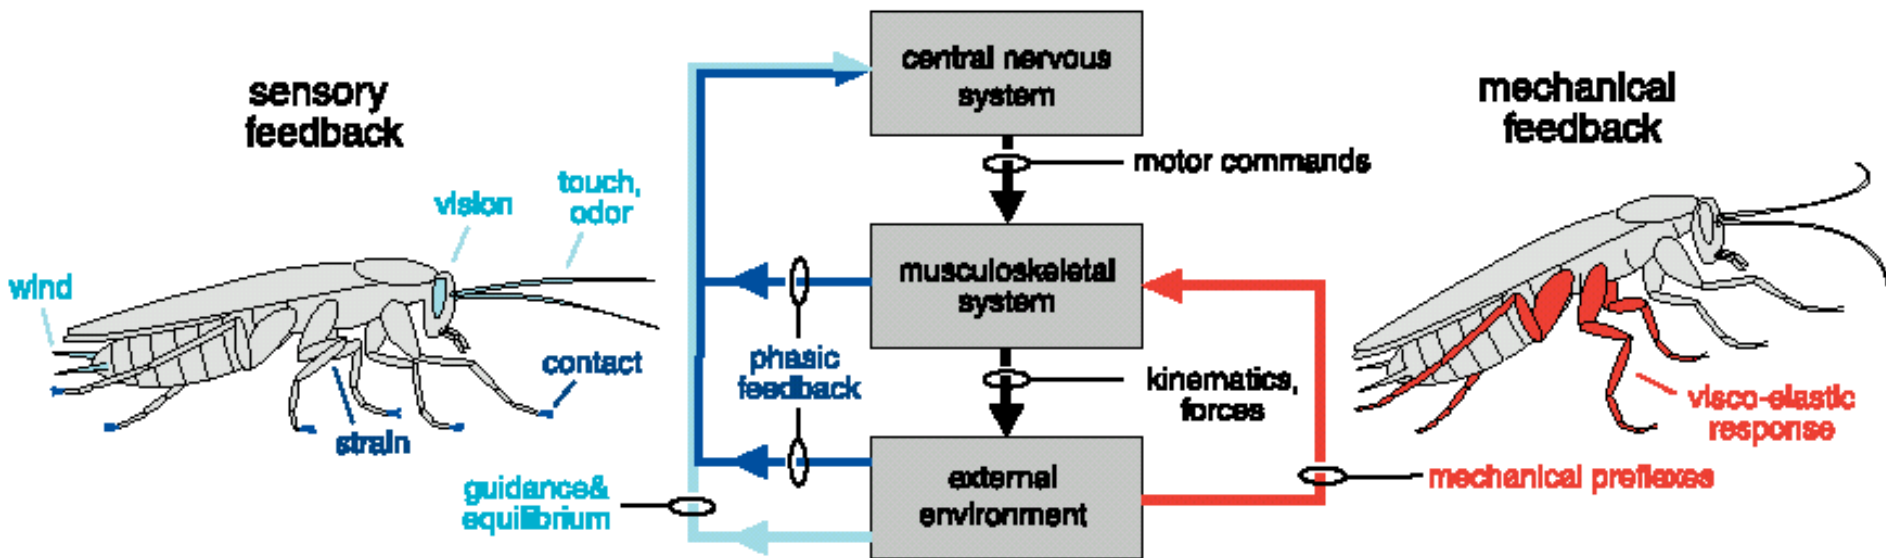 sensory
feedback
wind
vision
touch,
odor
contact
strain
guidance&
equilibrium
phasic
feedback
central nervous
system
motor commands
musculoskeletal
system
kinematics,
forces
external
environment
mechanical
feedback
visco-elastic
response
mechanical preflexes